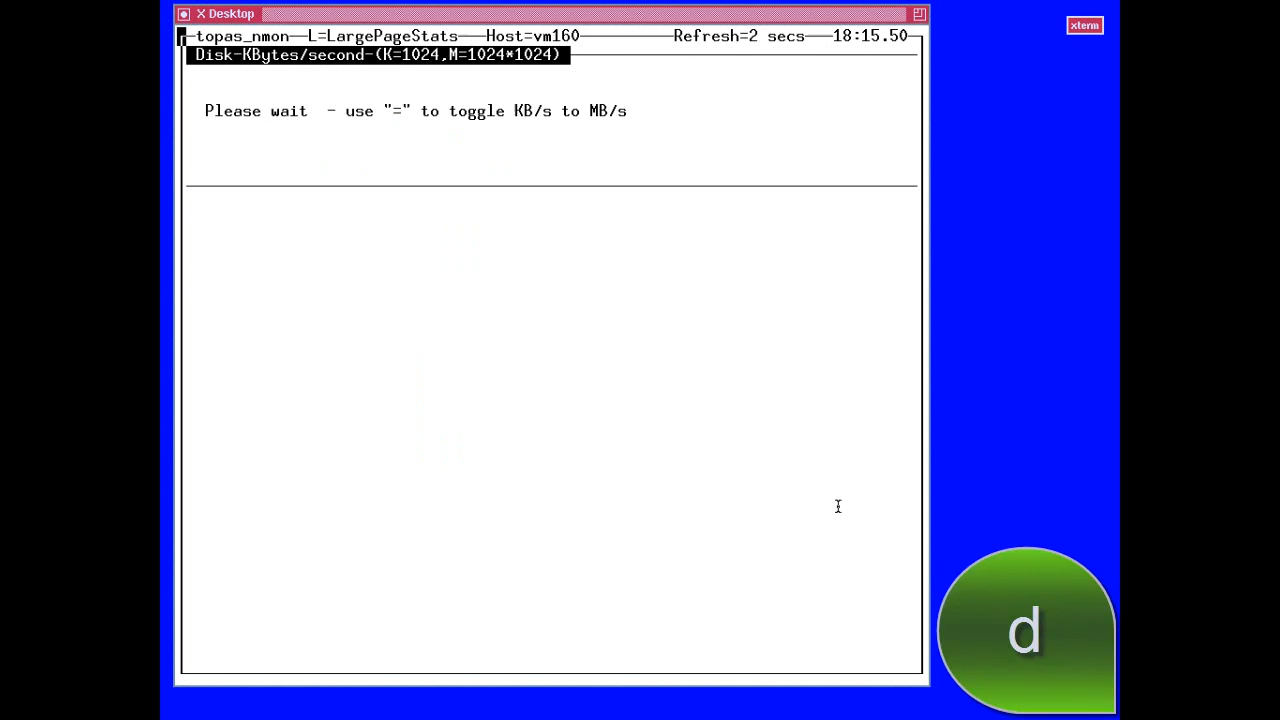 X Desktop
xterm
topas_nmon L=LargePageStats Host=vm160 Refresh=2 secs 18:15.50
Disk-KBytes/second-(K=1024,M=1024*1024)
Please wait - use "=" to toggle KB/s to MB/s
d